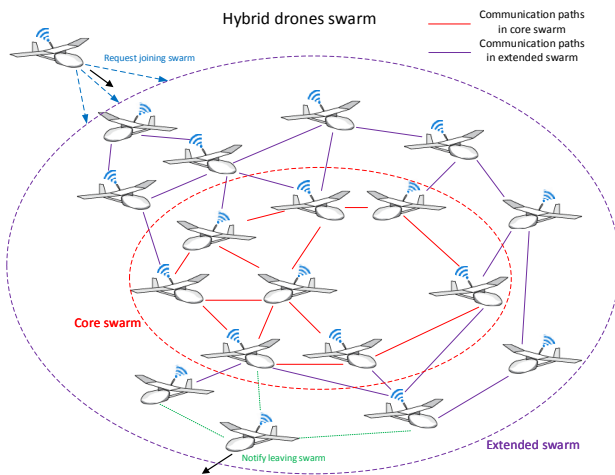 Hybrid drones swarm
Communication paths
in core swarm
Communication paths
in extended swarm
Request joining swarm
Core swarm
Extended swarm
Notify leaving swarm